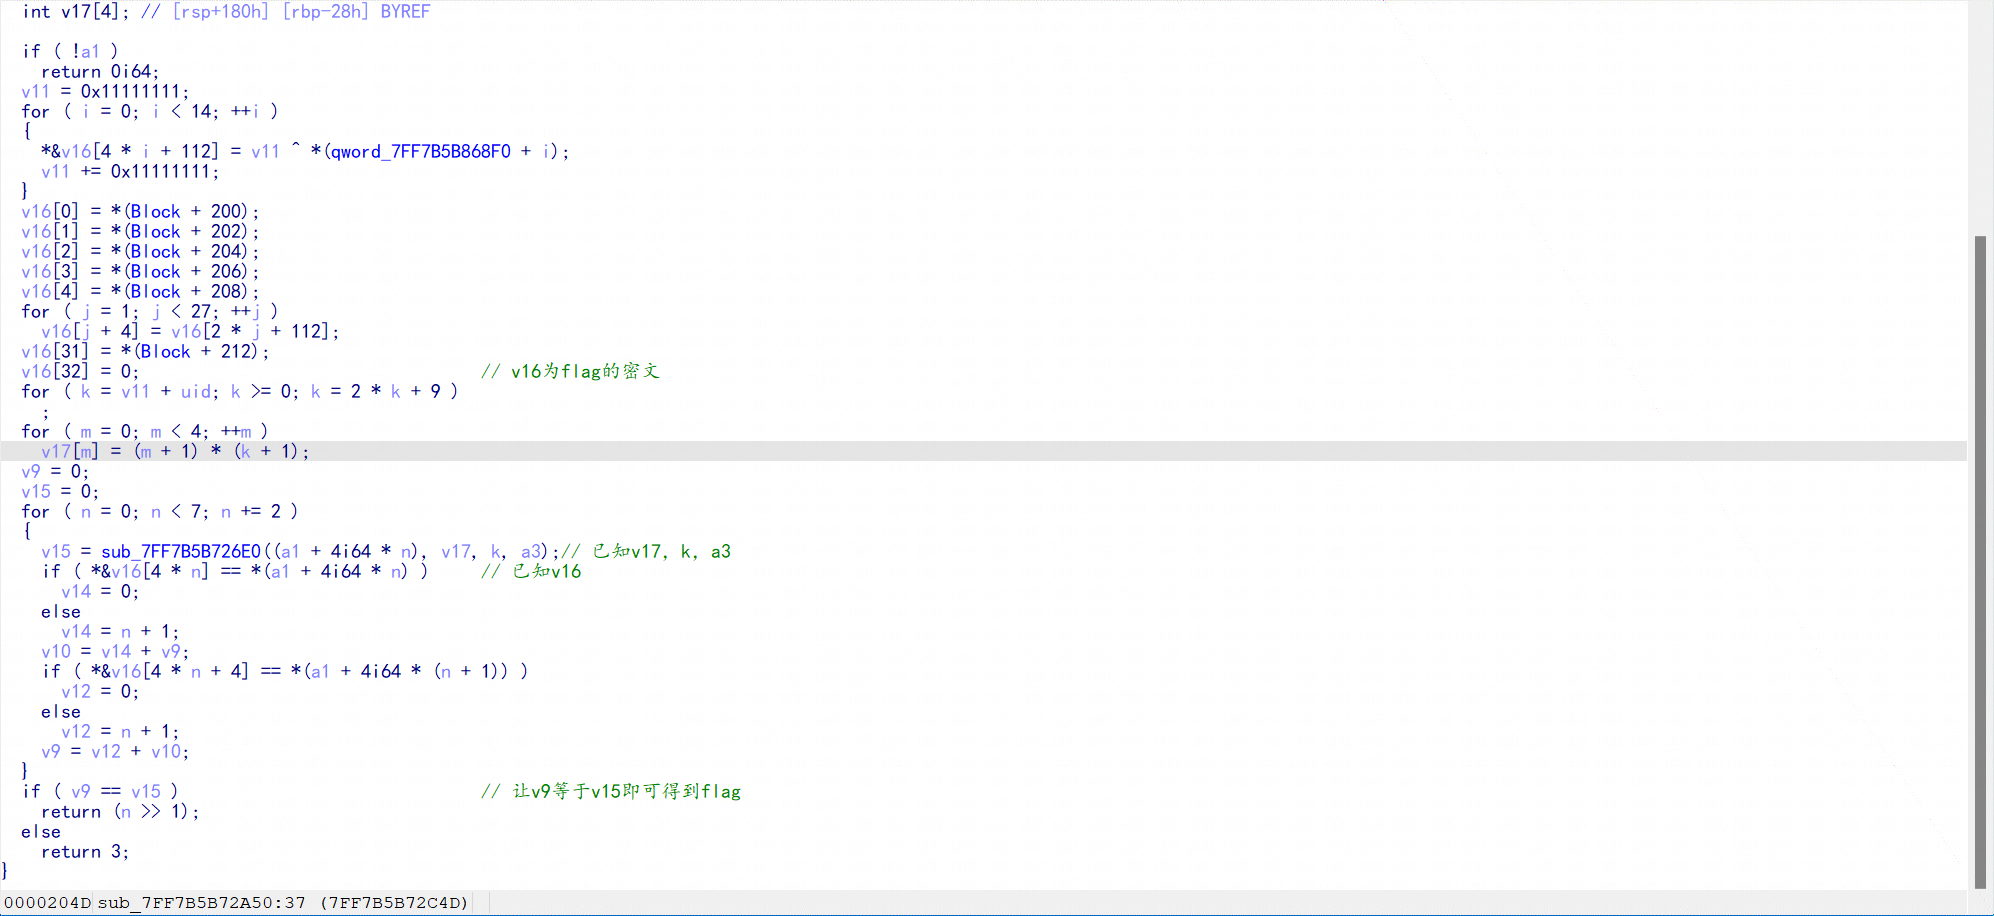 int v17[4]; // [rsp+180h] [rbp-28h] BYREF
if ( !a1 )
return 0i64;
v11 = 0x11111111;
for ( i = 0; i < 14; ++i )
{
*&v16[4 * i + 112] = v11 ^ *(qword_7FF7B5B868F0 + i);
v11 += 0x11111111;
}
v16[0] = *(Block + 200);
v16[1] = *(Block + 202);
v16[2] = *(Block + 204);
v16[3] = *(Block + 206);
v16[4] = *(Block + 208);
for ( j = 1; j < 27; ++j )
v16[j + 4] = v16[2 * j + 112];
v16[31] = *(Block + 212);
v16[32] = 0; // v16为flag的密文
for ( k = v11 + uid; k >= 0; k = 2 * k + 9 )
;
for ( m = 0; m < 4; ++m )
v17[m] = (m + 1) * (k + 1);
v9 = 0;
v15 = 0;
for ( n = 0; n < 7; n += 2 )
{
v15 = sub_7FF7B5B726E0((a1 + 4i64 * n), v17, k, a3);// 已知v17, k, a3
if ( *&v16[4 * n] == *(a1 + 4i64 * n) ) // 已知v16
v14 = 0;
else
v14 = n + 1;
v10 = v14 + v9;
if ( *&v16[4 * n + 4] == *(a1 + 4i64 * (n + 1)) )
v12 = 0;
else
v12 = n + 1;
v9 = v12 + v10;
}
if ( v9 == v15 ) // 让v9等于v15即可得到flag
return (n >> 1);
else
return 3;
}
0000204D sub_7FF7B5B72A50:37 (7FF7B5B72C4D)